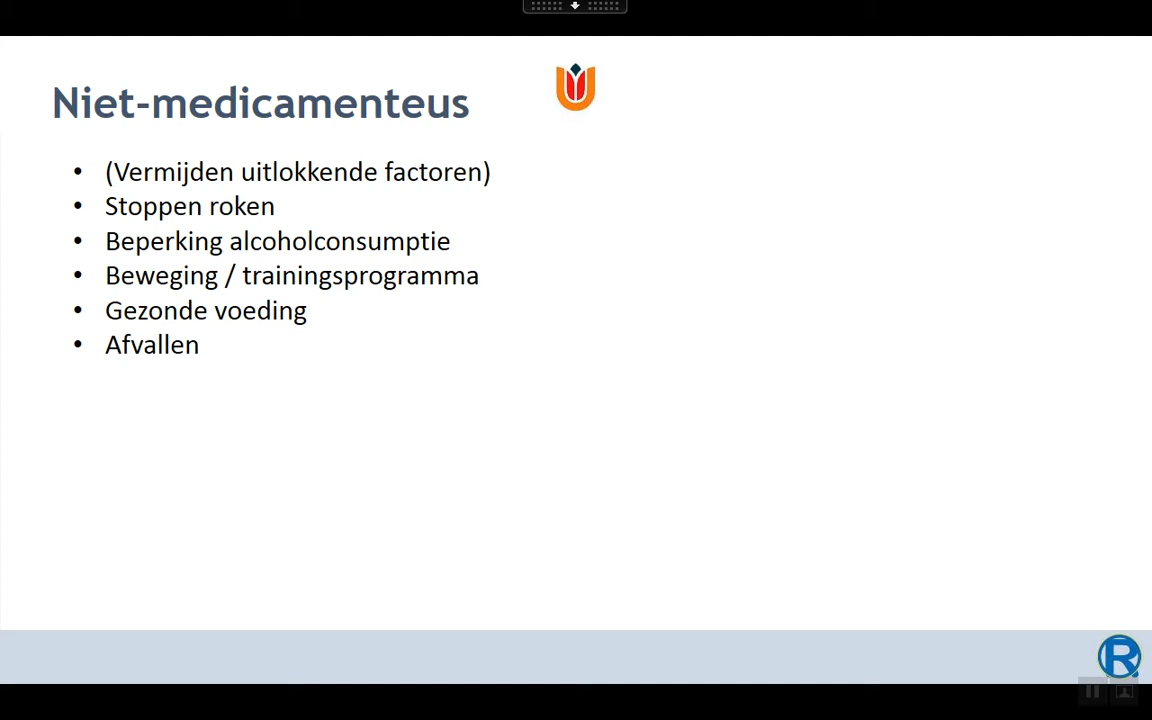 Niet-medicamenteus
• (Vermijden uitlokkende factoren)
• Stoppen roken
• Beperking alcoholconsumptie
• Beweging / trainingsprogramma
• Gezonde voeding
• Afvallen
R